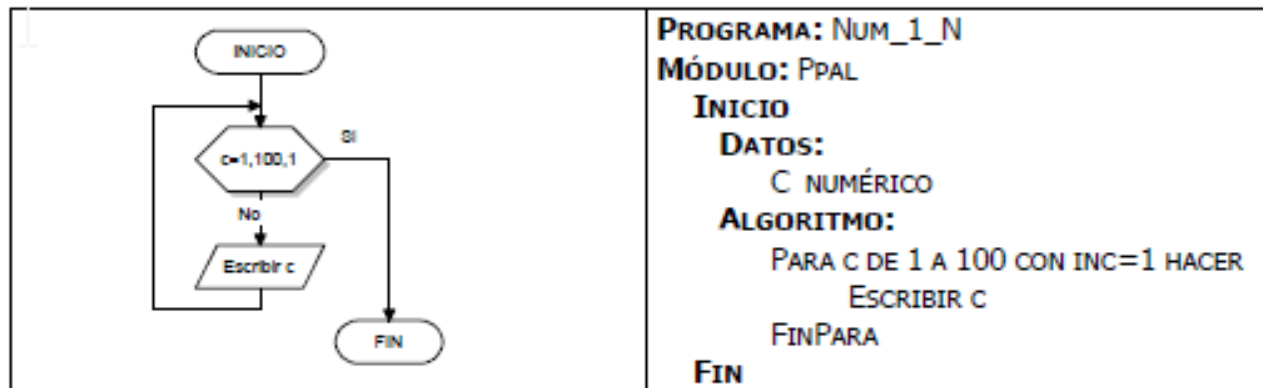 INICIO
c=1,100,1
SI
No
Escribir c
FIN
PROGRAMA: NUM_1_N
MÓDULO: PPAL
INICIO
DATOS:
C NUMÉRICO
ALGORITMO:
PARA C DE 1 A 100 CON INC=1 HACER
ESCRIBIR C
FINPARA
FIN